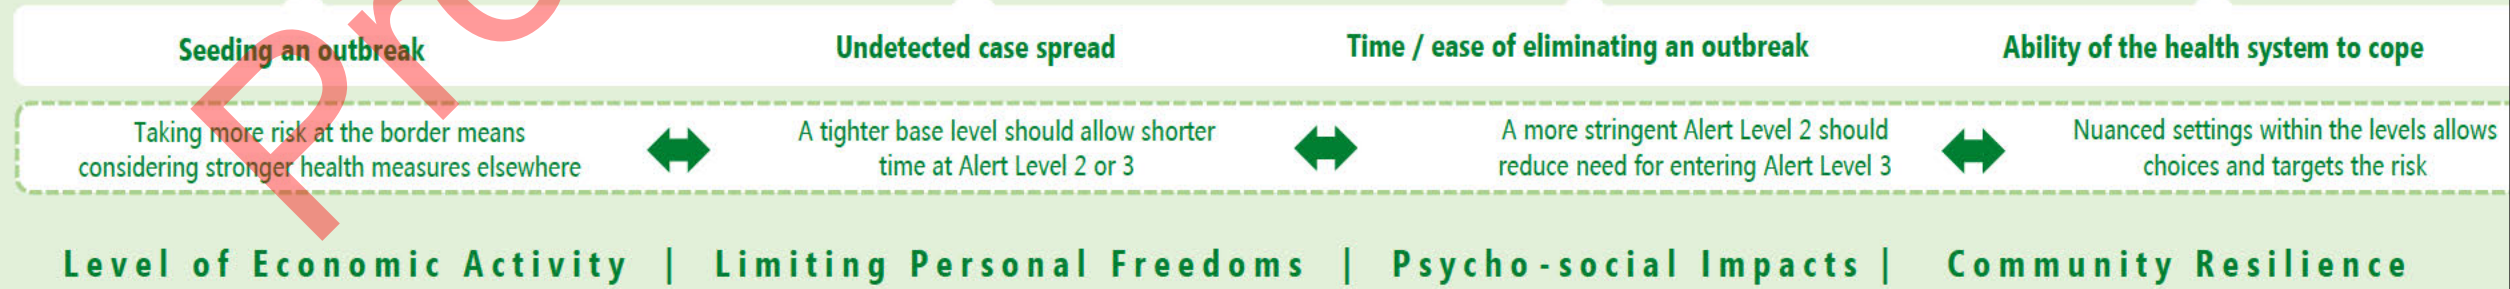 Seeding an outbreak
Undetected case spread
Time / ease of eliminating an outbreak
Ability of the health system to cope
Taking more risk at the border means
considering stronger health measures elsewhere
A tighter base level should allow shorter
time at Alert Level 2 or 3
A more stringent Alert Level 2 should
reduce need for entering Alert Level 3
Nuanced settings within the levels allows
choices and targets the risk
Level of Economic Activity | Limiting Personal Freedoms | Psycho-social Impacts | Community Resilience
Pro